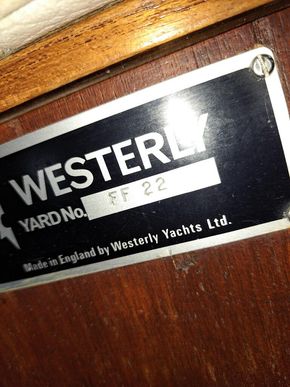 WESTERLY
YARD No. FF 22
Made in England by Westerly Yachts Ltd.